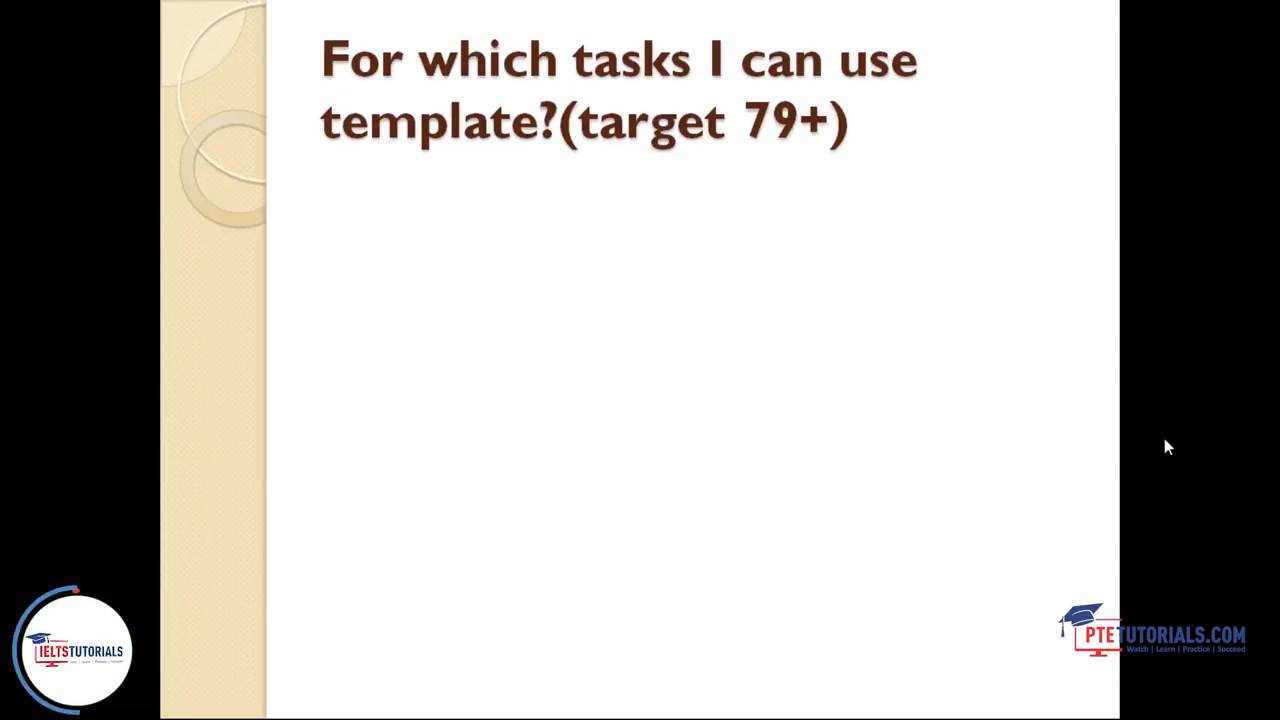 For which tasks I can use
template?(target 79+)
IELTSTUTORIALS
PTETUTORIALS.COM
Watch | Learn | Practice | Succeed